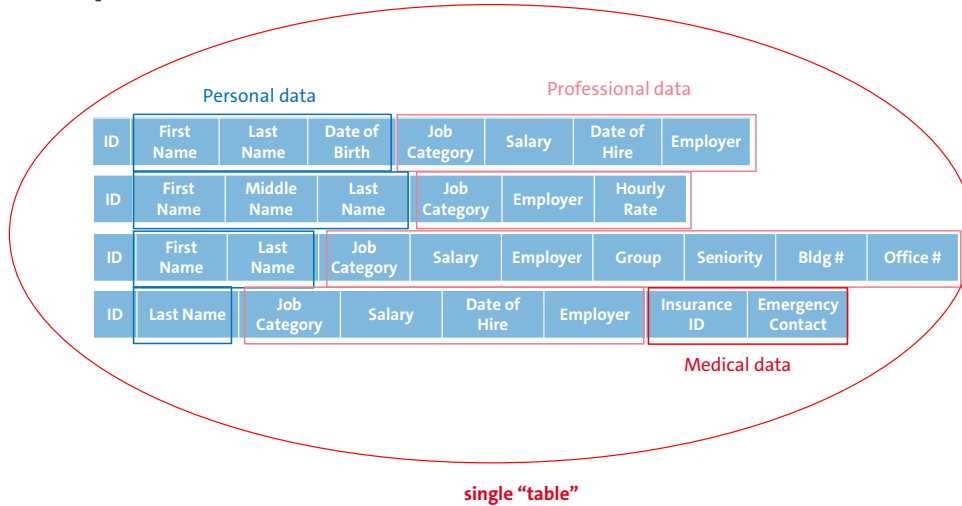 Personal data
Professional data
ID First Name Last Name Date of Birth Job Category Salary Date of Hire Employer
ID First Name Middle Name Last Name Job Category Employer Hourly Rate
ID First Name Last Name Job Category Salary Employer Group Seniority Bldg # Office #
ID Last Name Job Category Salary Date of Hire Employer Insurance ID Emergency Contact
Medical data
single “table”